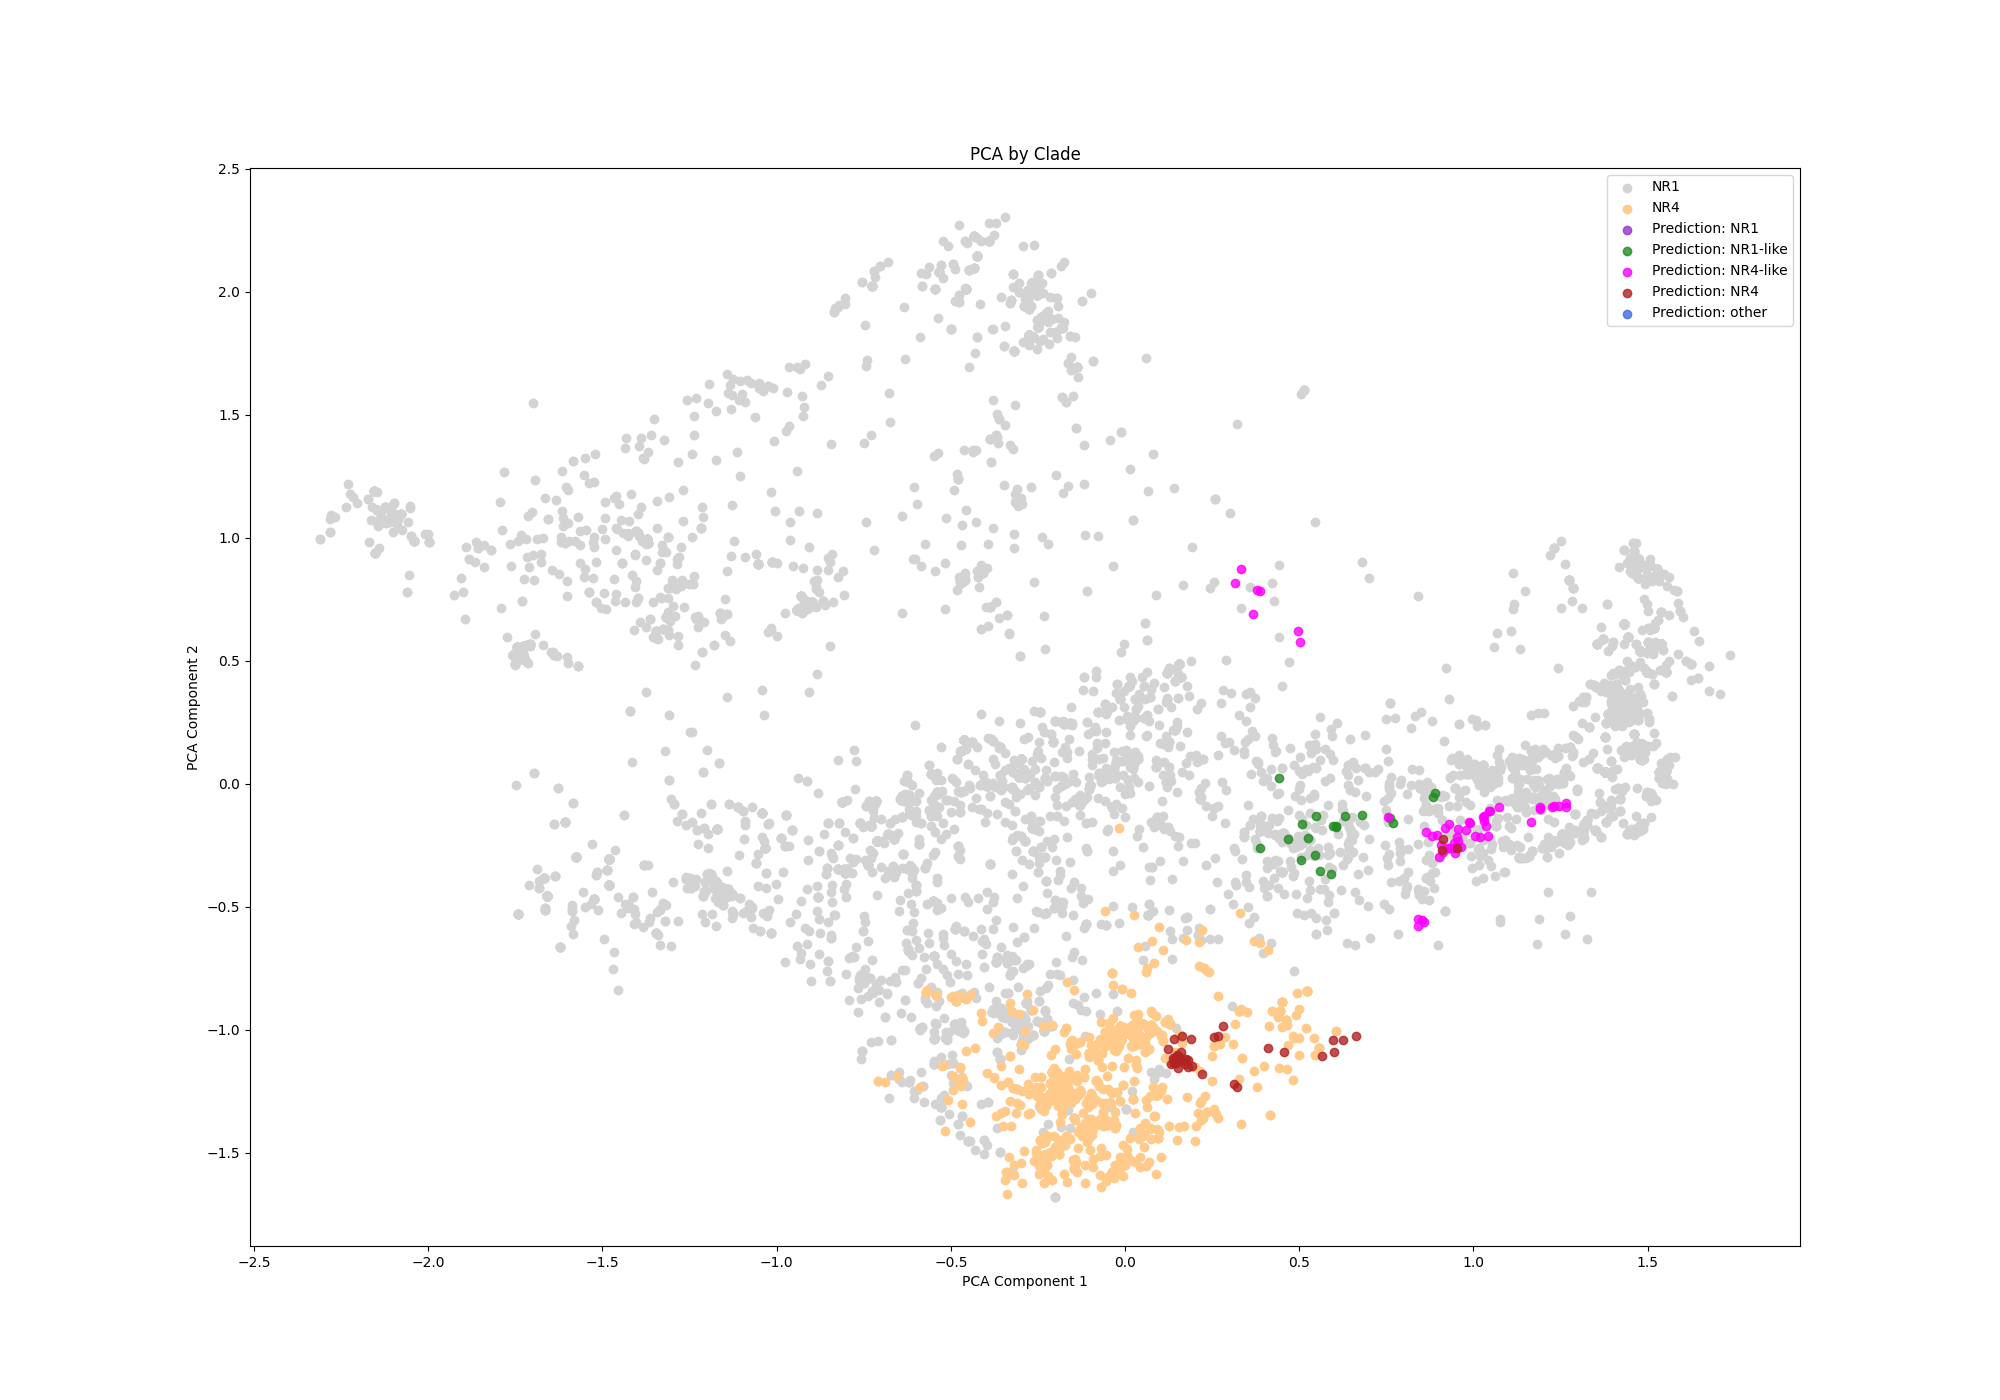 PCA by Clade
NR1
NR4
Prediction: NR1
Prediction: NR1-like
Prediction: NR4-like
Prediction: NR4
Prediction: other
PCA Component 2
2.5
2.0
1.5
1.0
0.5
0.0
−0.5
−1.0
−1.5
−2.5
−2.0
−1.5
−1.0
−0.5
0.0
0.5
1.0
1.5
PCA Component 1